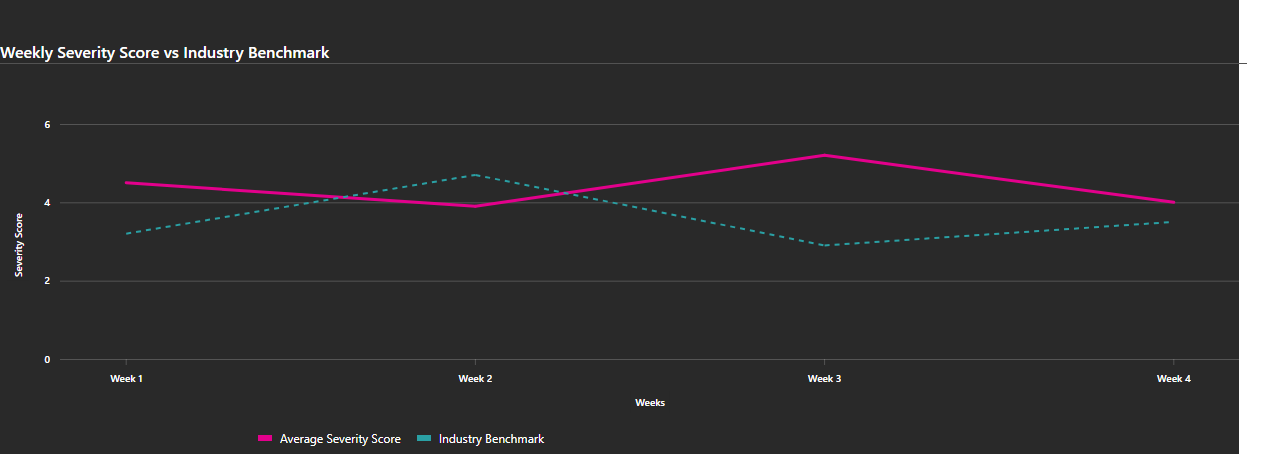 Weekly Severity Score vs Industry Benchmark
6
4
2
0
Severity Score
Week 1 Week 2 Week 3 Week 4
Weeks
Average Severity Score Industry Benchmark